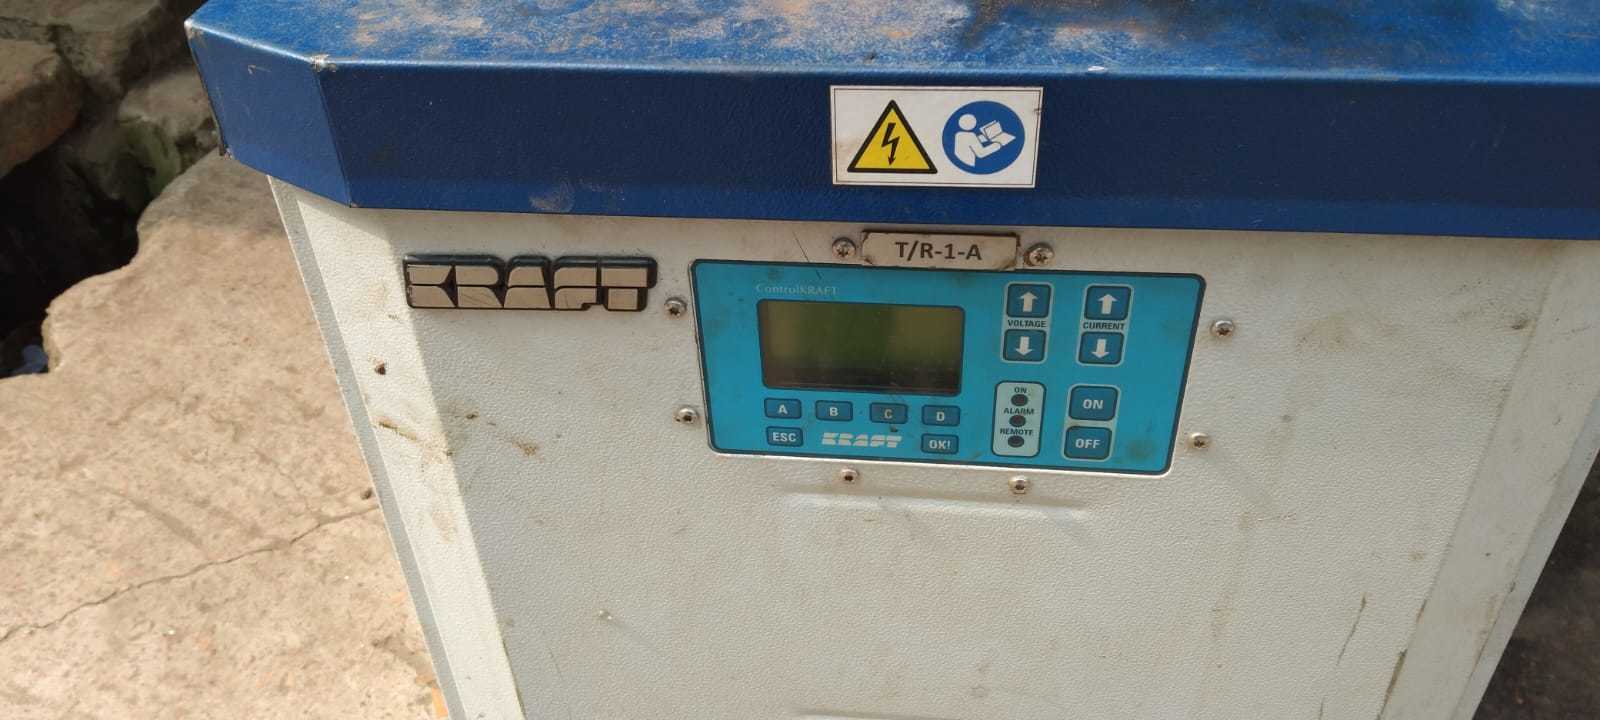 T/R-1-A
KRAFT
ControlKRAFT
VOLTAGE
CURRENT
A B C D
ESC KRAFT OK!
ON
ALARM
REMOTE
ON
OFF